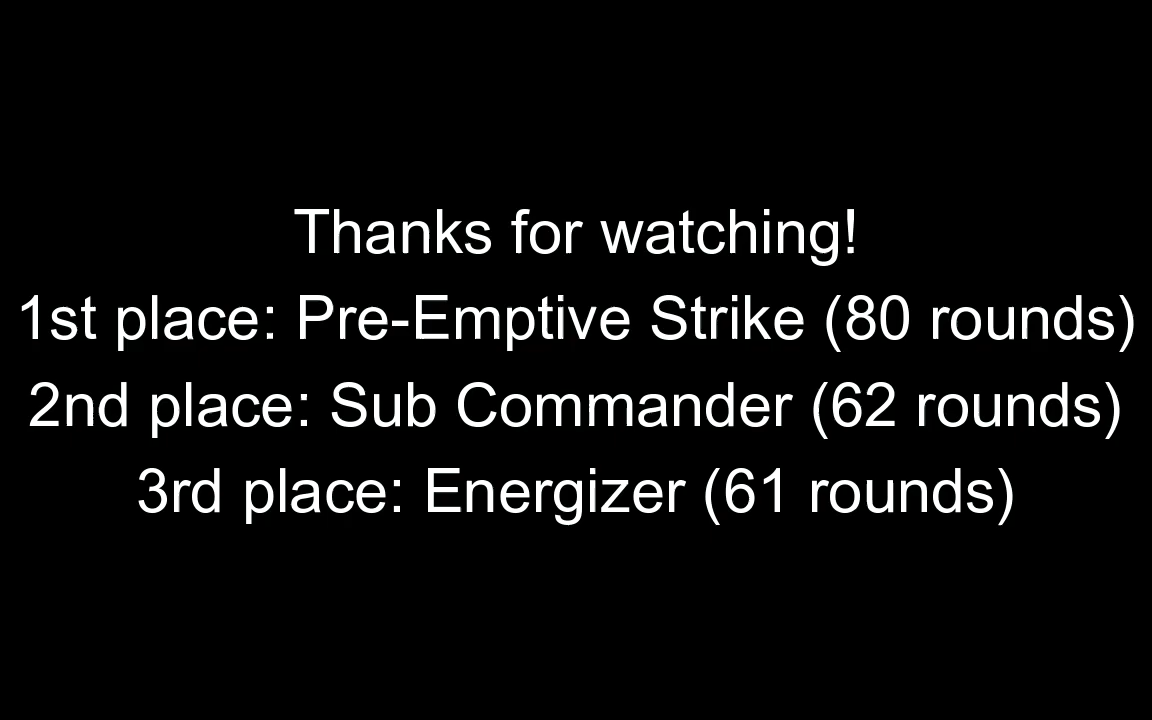 Thanks for watching!
1st place: Pre-Emptive Strike (80 rounds)
2nd place: Sub Commander (62 rounds)
3rd place: Energizer (61 rounds)